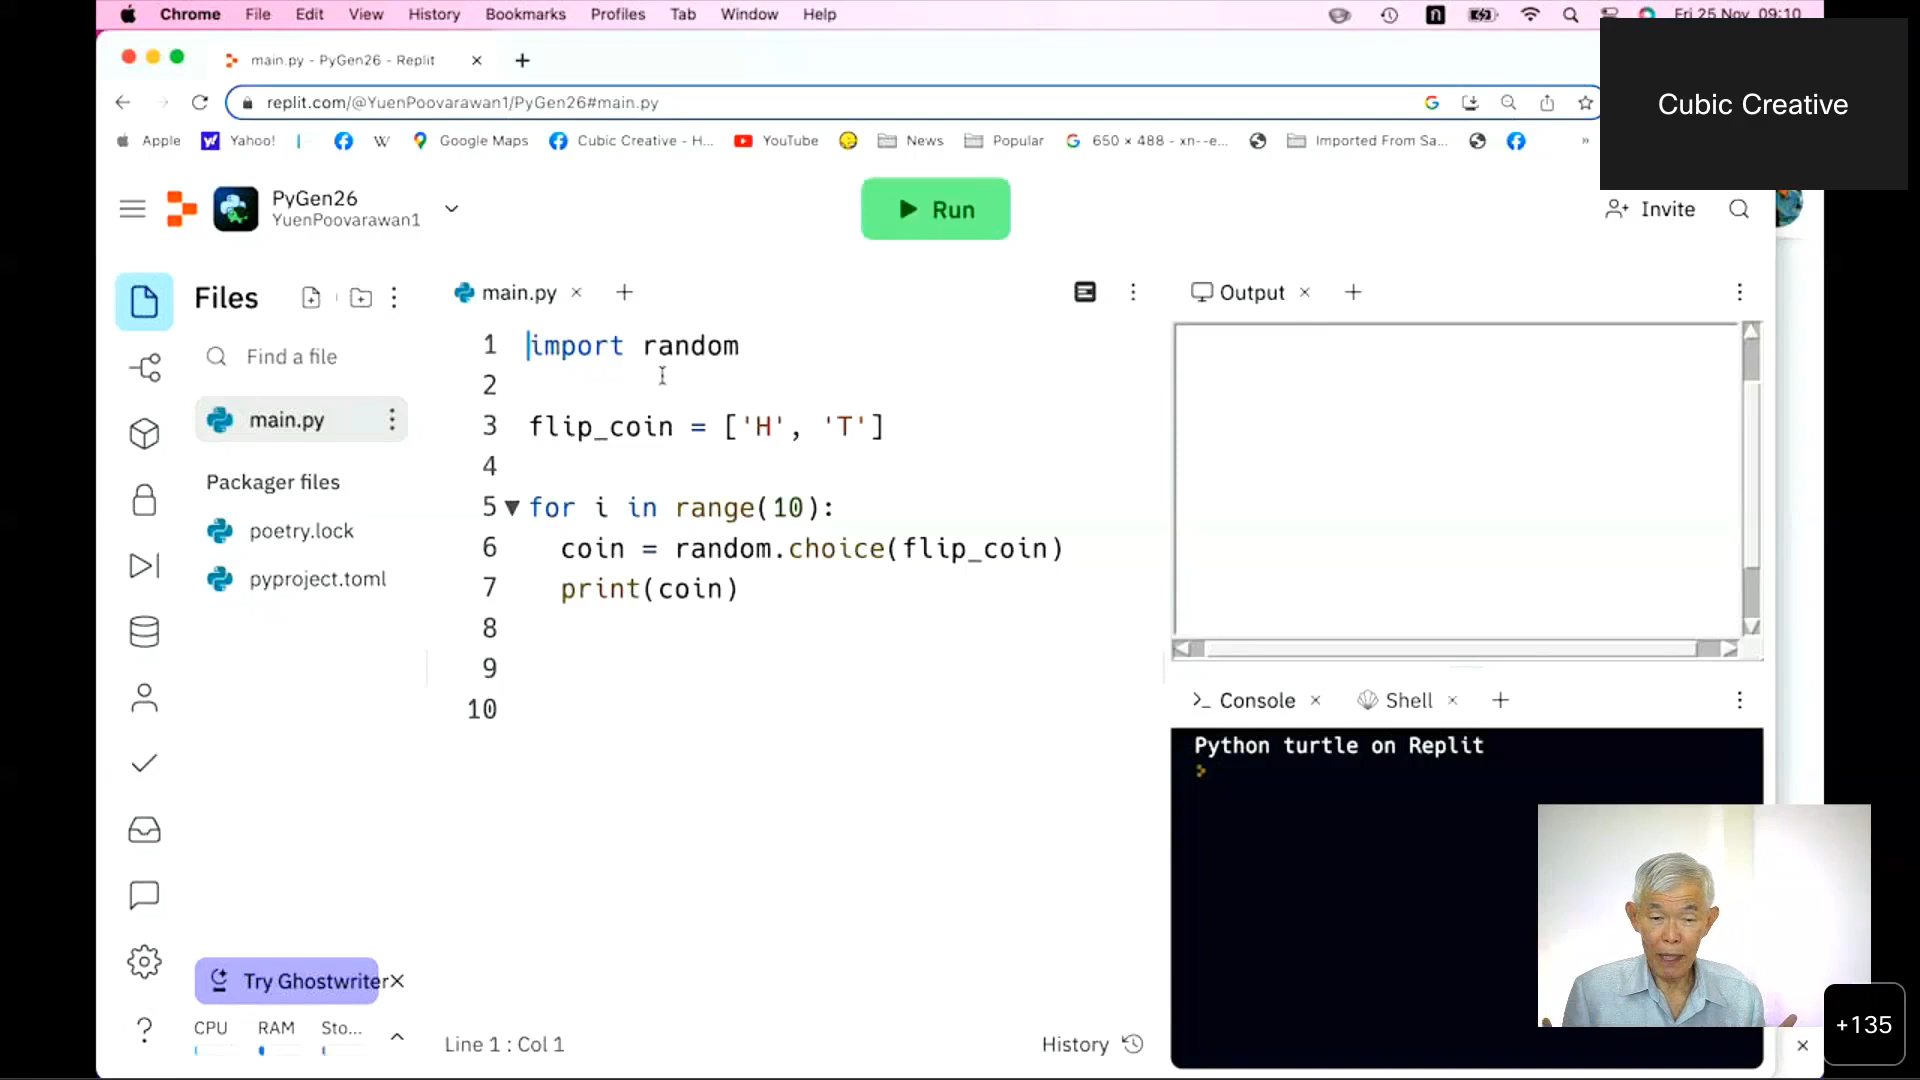 Chrome File Edit View History Bookmarks Profiles Tab Window Help Fri 25 Nov 09:10
main.py - PyGen26 - Replit
replit.com/@YuenPoovarawan1/PyGen26#main.py
Apple Yahoo! Google Maps Cubic Creative - H... YouTube News Popular 650 × 488 - xn--e... Imported From Sa... »
Cubic Creative
PyGen26
YuenPoovarawan1
Run
Invite
Files
main.py
Output
Find a file
main.py
Packager files
poetry.lock
pyproject.toml
1 import random
2
3 flip_coin = ['H', 'T']
4
5 for i in range(10):
6 coin = random.choice(flip_coin)
7 print(coin)
8
9
10
Console Shell
Python turtle on Replit
>
Try Ghostwriter
CPU RAM Sto...
Line 1 : Col 1
History
+135